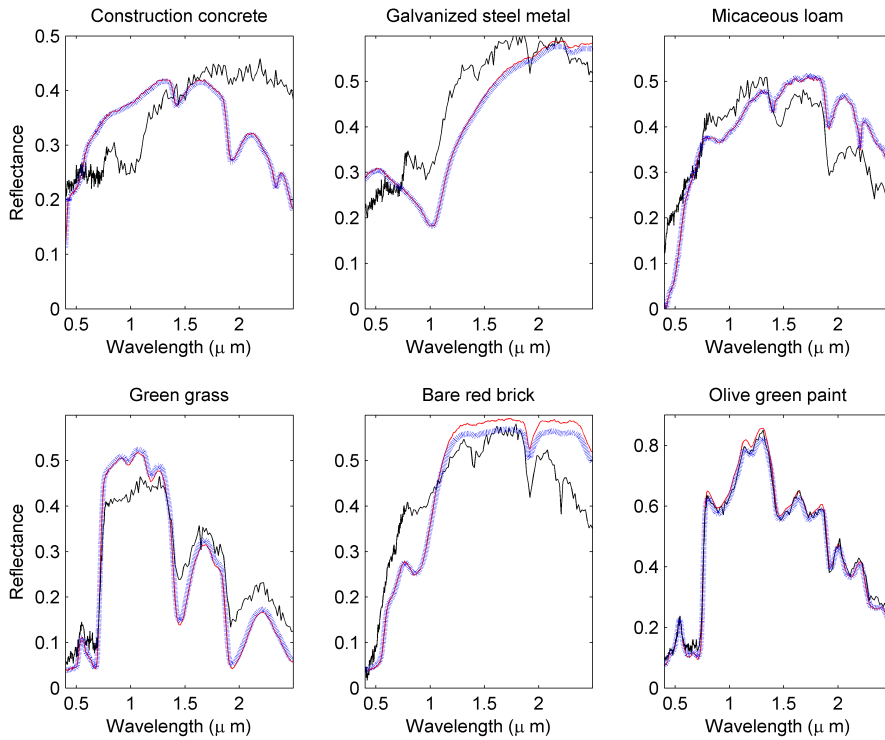 Construction concrete
Galvanized steel metal
Micaceous loam
Reflectance
0.5
0.4
0.3
0.2
0.1
0
0.5 1 1.5 2
Wavelength (μ m)
0.5
0.4
0.3
0.2
0.1
0
0.5 1 1.5 2
Wavelength (μ m)
0.5
0.4
0.3
0.2
0.1
0
0.5 1 1.5 2
Wavelength (μ m)
Green grass
Bare red brick
Olive green paint
Reflectance
0.5
0.4
0.3
0.2
0.1
0
0.5 1 1.5 2
Wavelength (μ m)
0.5
0.4
0.3
0.2
0.1
0
0.5 1 1.5 2
Wavelength (μ m)
0.8
0.6
0.4
0.2
0
0.5 1 1.5 2
Wavelength (μ m)